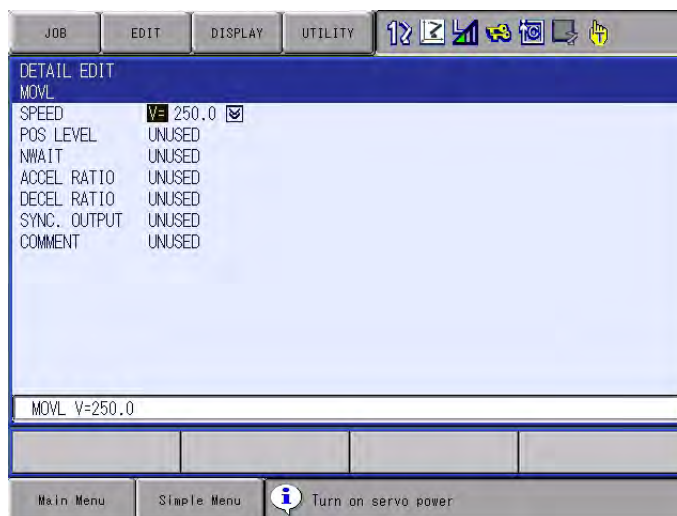 JOB EDIT DISPLAY UTILITY
DETAIL EDIT
MOVL
SPEED V= 250.0
POS LEVEL UNUSED
NWAIT UNUSED
ACCEL RATIO UNUSED
DECEL RATIO UNUSED
SYNC. OUTPUT UNUSED
COMMENT UNUSED
MOVL V=250.0
Main Menu Simple Menu Turn on servo power